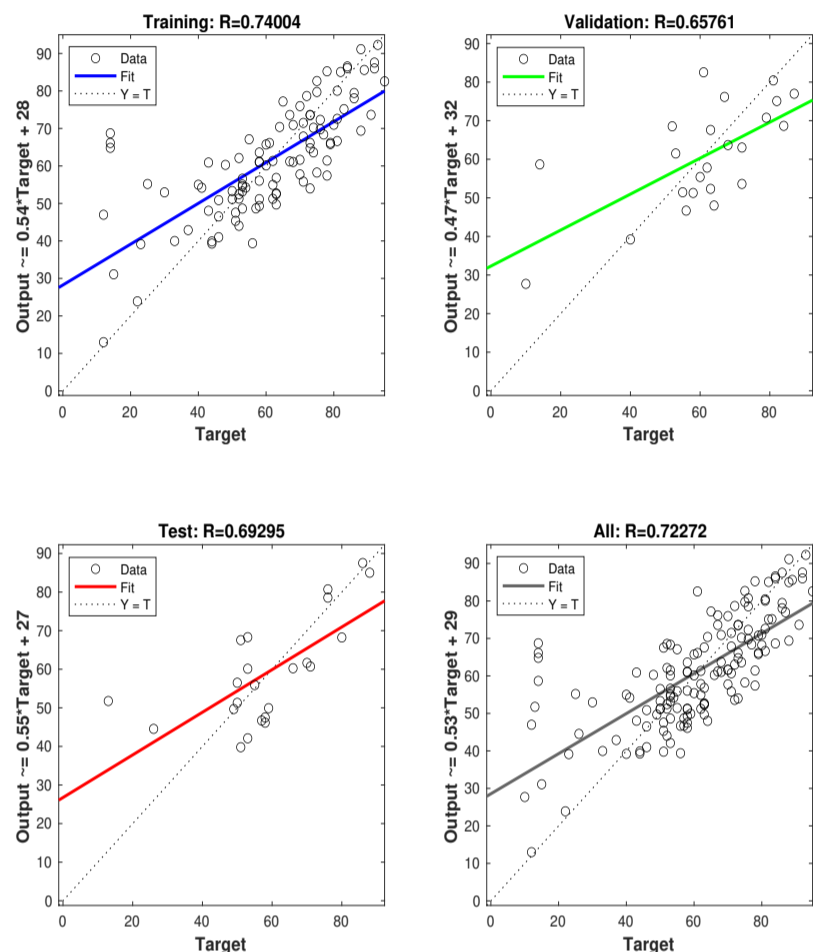 Training: R=0.74004
Output ~= 0.54*Target + 28
90
80
70
60
50
40
30
20
10
0
Data
Fit
Y = T
0 20 40 60 80
Target
Validation: R=0.65761
Output ~= 0.47*Target + 32
90
80
70
60
50
40
30
20
10
0
Data
Fit
Y = T
0 20 40 60 80
Target
Test: R=0.69295
Output ~= 0.55*Target + 27
90
80
70
60
50
40
30
20
10
0
Data
Fit
Y = T
0 20 40 60 80
Target
All: R=0.72272
Output ~= 0.53*Target + 29
90
80
70
60
50
40
30
20
10
0
Data
Fit
Y = T
0 20 40 60 80
Target